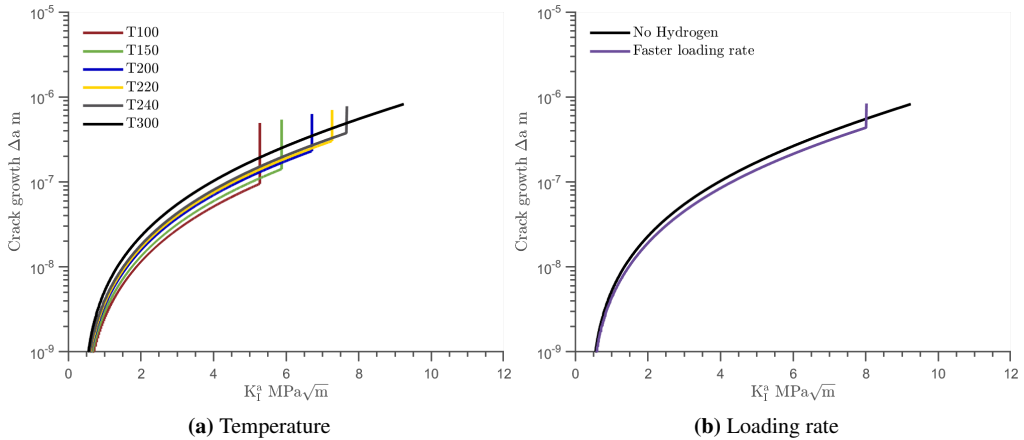 10⁻⁵
10⁻⁶
10⁻⁷
10⁻⁸
10⁻⁹
Crack growth Δa m
T100
T150
T200
T220
T240
T300
0 2 4 6 8 10 12
K_I^a MPa√m
(a) Temperature
10⁻⁵
10⁻⁶
10⁻⁷
10⁻⁸
10⁻⁹
Crack growth Δa m
No Hydrogen
Faster loading rate
0 2 4 6 8 10 12
K_I^a MPa√m
(b) Loading rate